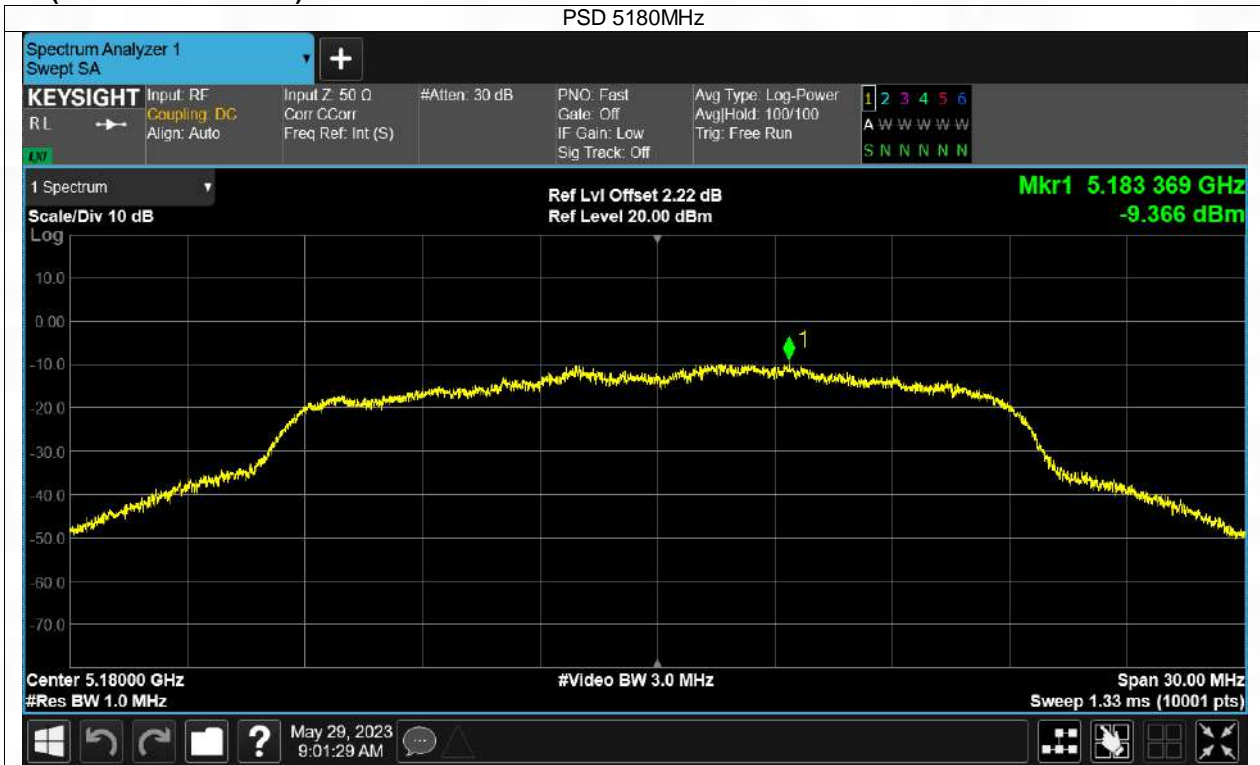 PSD 5180MHz
Spectrum Analyzer 1
Swept SA
+
KEYSIGHT
RL
LXI
Input: RF
Coupling: DC
Align: Auto
Input Z: 50 Ω
Corr CCorr
Freq Ref: Int (S)
#Atten: 30 dB
PNO: Fast
Gate: Off
IF Gain: Low
Sig Track: Off
Avg Type: Log-Power
Avg|Hold: 100/100
Trig: Free Run
1 2 3 4 5 6
A W W W W W
S N N N N N
1 Spectrum
Scale/Div 10 dB
Ref Lvl Offset 2.22 dB
Ref Level 20.00 dBm
Mkr1 5.183 369 GHz
-9.366 dBm
Log
10.0
0.00
-10.0
-20.0
-30.0
-40.0
-50.0
-60.0
-70.0
1
Center 5.18000 GHz
#Res BW 1.0 MHz
#Video BW 3.0 MHz
Span 30.00 MHz
Sweep 1.33 ms (10001 pts)
?
May 29, 2023
9:01:29 AM